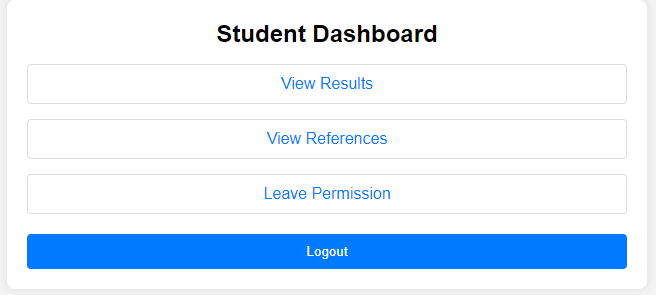 Student Dashboard
View Results
View References
Leave Permission
Logout